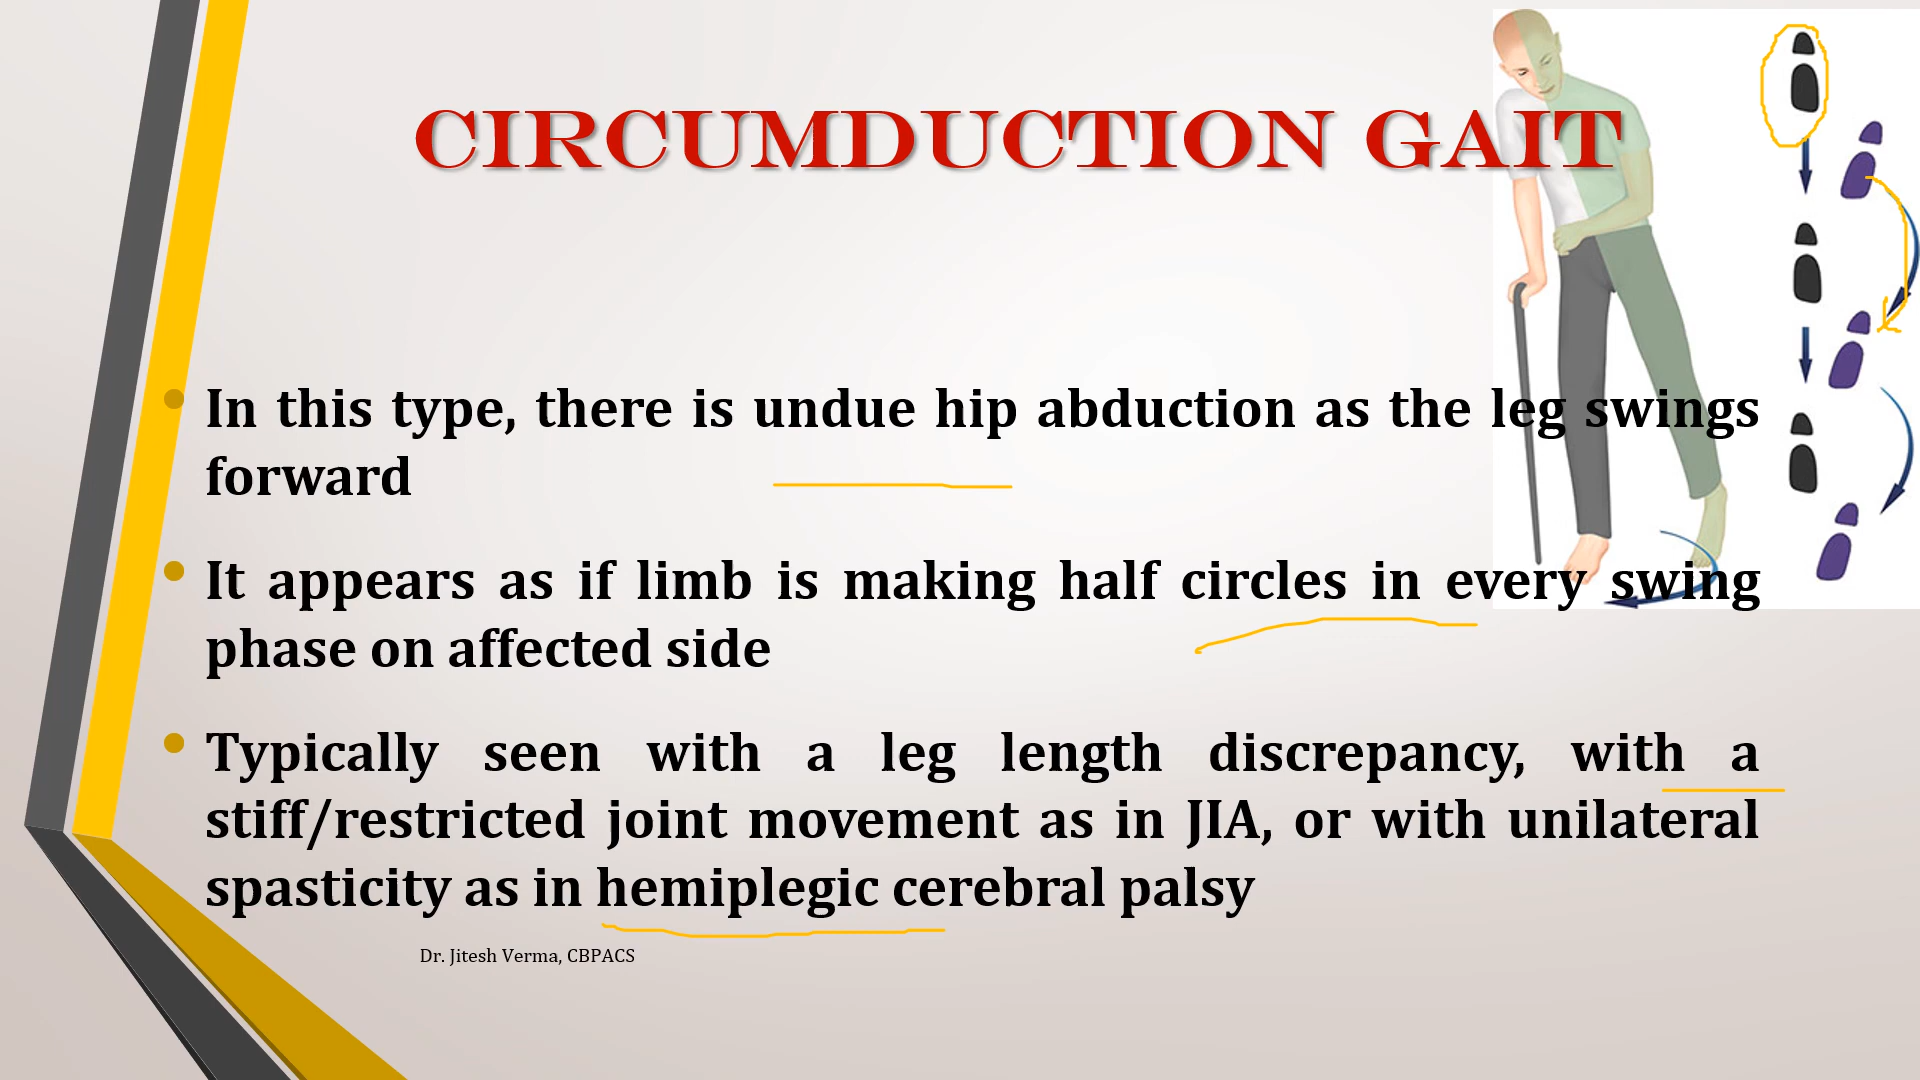 CIRCUMDUCTION GAIT
• In this type, there is undue hip abduction as the leg swings
forward
• It appears as if limb is making half circles in every swing
phase on affected side
• Typically seen with a leg length discrepancy, with a
stiff/restricted joint movement as in JIA, or with unilateral
spasticity as in hemiplegic cerebral palsy
Dr. Jitesh Verma, CBPACS